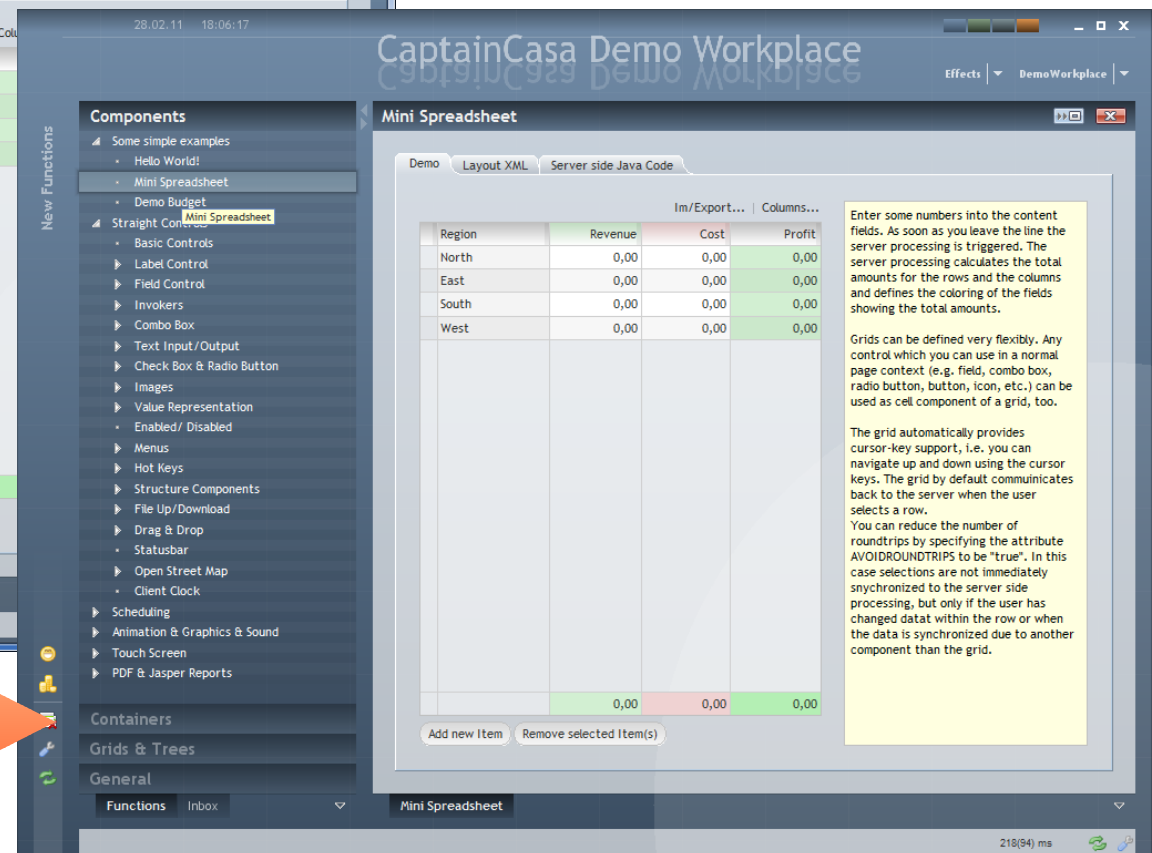 28.02.11 18:06:17
CaptainCasa Demo Workplace
Effects
DemoWorkplace
New Functions
Components
Some simple examples
Hello World!
Mini Spreadsheet
Demo Budget
Mini Spreadsheet
Straight
Basic Controls
Label Control
Field Control
Invokers
Combo Box
Text Input/Output
Check Box & Radio Button
Images
Value Representation
Enabled/ Disabled
Menus
Hot Keys
Structure Components
File Up/Download
Drag & Drop
Statusbar
Open Street Map
Client Clock
Scheduling
Animation & Graphics & Sound
Touch Screen
PDF & Jasper Reports
Containers
Grids & Trees
General
Functions Inbox
Mini Spreadsheet
Demo Layout XML Server side Java Code
Im/Export... | Columns...
Region Revenue Cost Profit
North 0,00 0,00 0,00
East 0,00 0,00 0,00
South 0,00 0,00 0,00
West 0,00 0,00 0,00
0,00 0,00 0,00
Add new Item Remove selected Item(s)
Enter some numbers into the content
fields. As soon as you leave the line the
server processing is triggered. The
server processing calculates the total
amounts for the rows and the columns
and defines the coloring of the fields
showing the total amounts.
Grids can be defined very flexibly. Any
control which you can use in a normal
page context (e.g. field, combo box,
radio button, button, icon, etc.) can be
used as cell component of a grid, too.
The grid automatically provides
cursor-key support, i.e. you can
navigate up and down using the cursor
keys. The grid by default commuinicates
back to the server when the user
selects a row.
You can reduce the number of
roundtrips by specifying the attribute
AVOIDROUNDTRIPS to be "true". In this
case selections are not immediately
snychronized to the server side
processing, but only if the user has
changed datat within the row or when
the data is synchronized due to another
component than the grid.
Mini Spreadsheet
218(94) ms